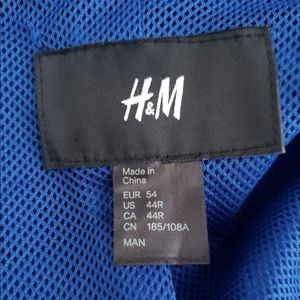 H&M
Made in
China
EUR 54
US 44R
CA 44R
CN 185/108A
MAN